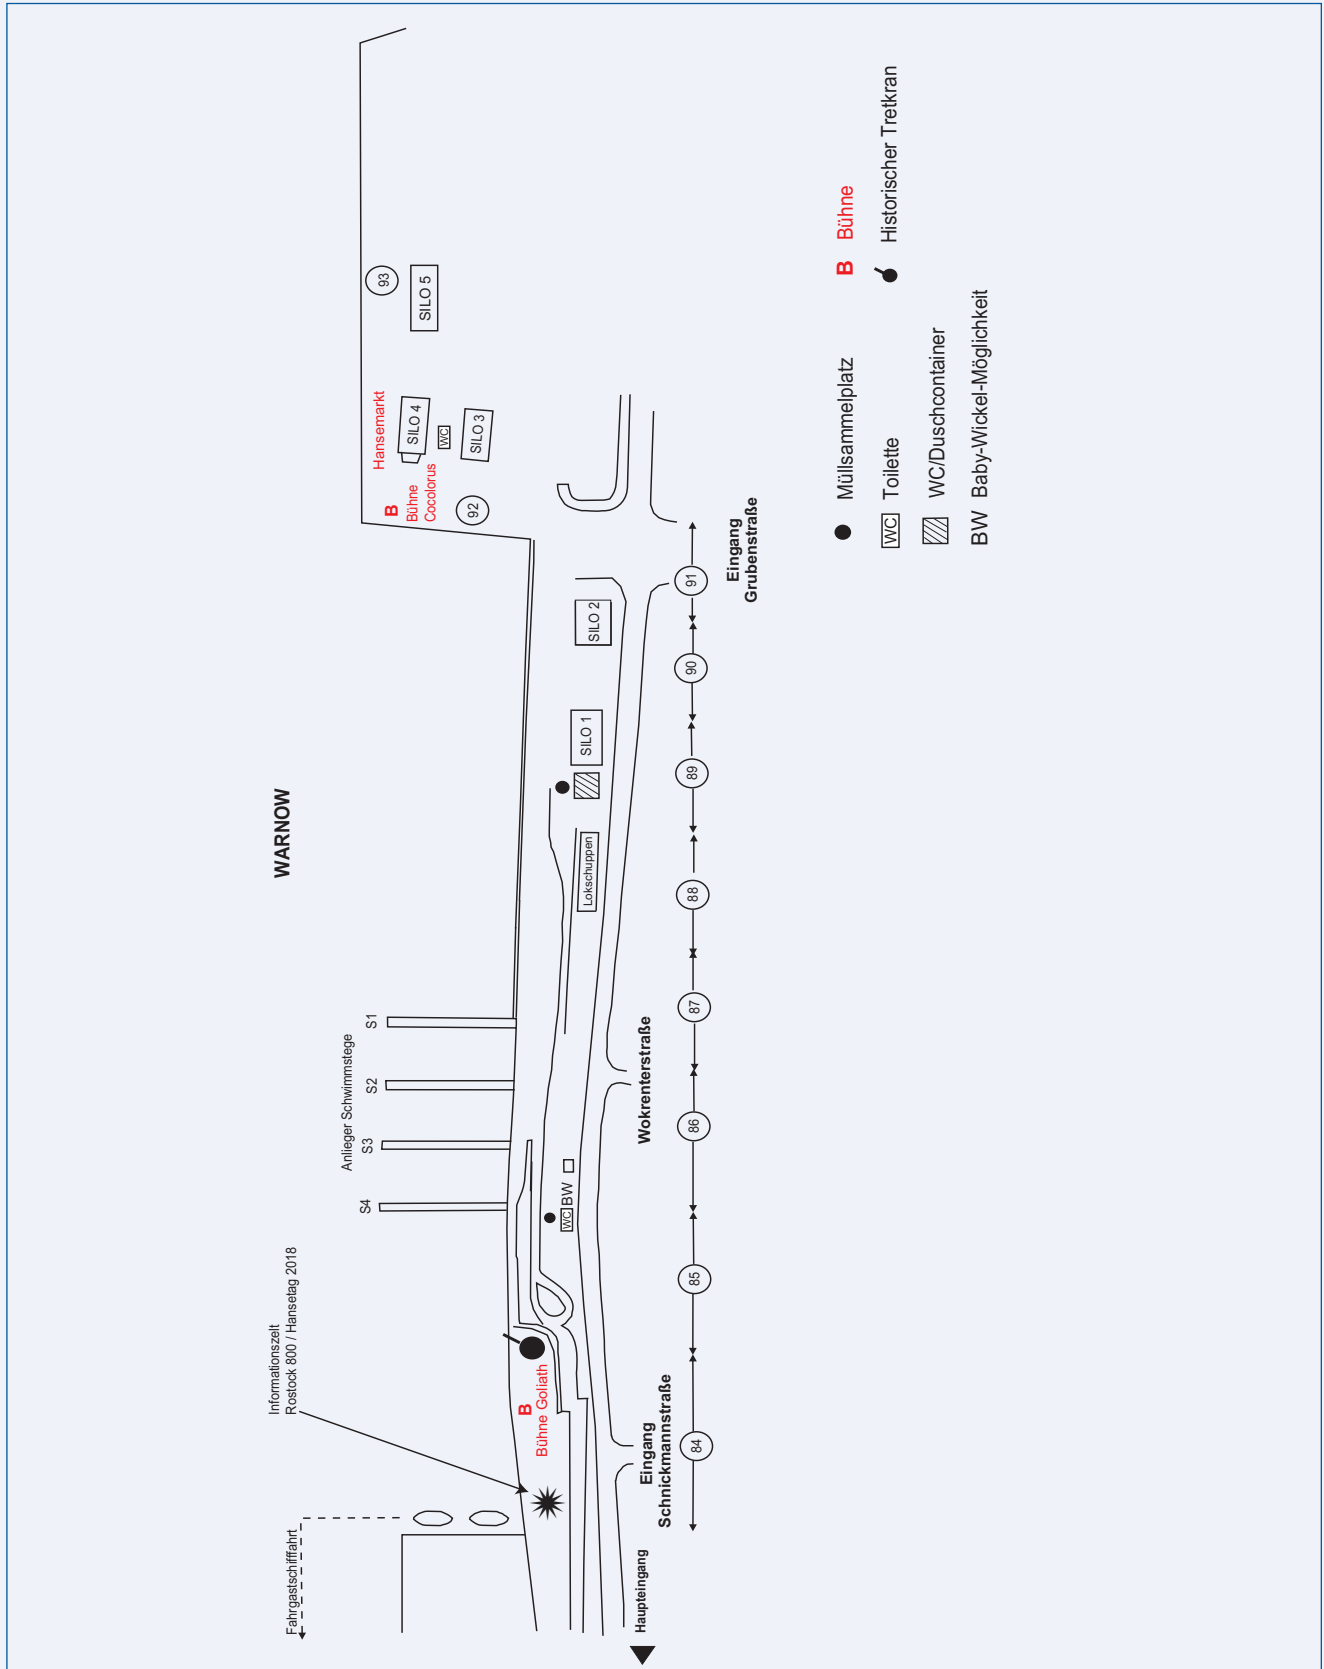 Fahrgastschifffahrt
Informationszelt
Rostock 800 / Hansetag 2018
Anlieger Schwimmstege
S4
S3
S2
S1
WARNOW
Hansemarkt
B
Bühne
Cocolorus
92
93
SILO 5
SILO 4
WC
SILO 3
SILO 2
SILO 1
Lokschuppen
WC
BW
B
Bühne Goliath
Haupteingang
Eingang
Schnickmannstraße
Wokrenterstraße
Eingang
Grubenstraße
84
85
86
87
88
89
90
91
Müllsammelplatz
WC Toilette
WC/Duschcontainer
BW Baby-Wickel-Möglichkeit
B Bühne
Historischer Tretkran